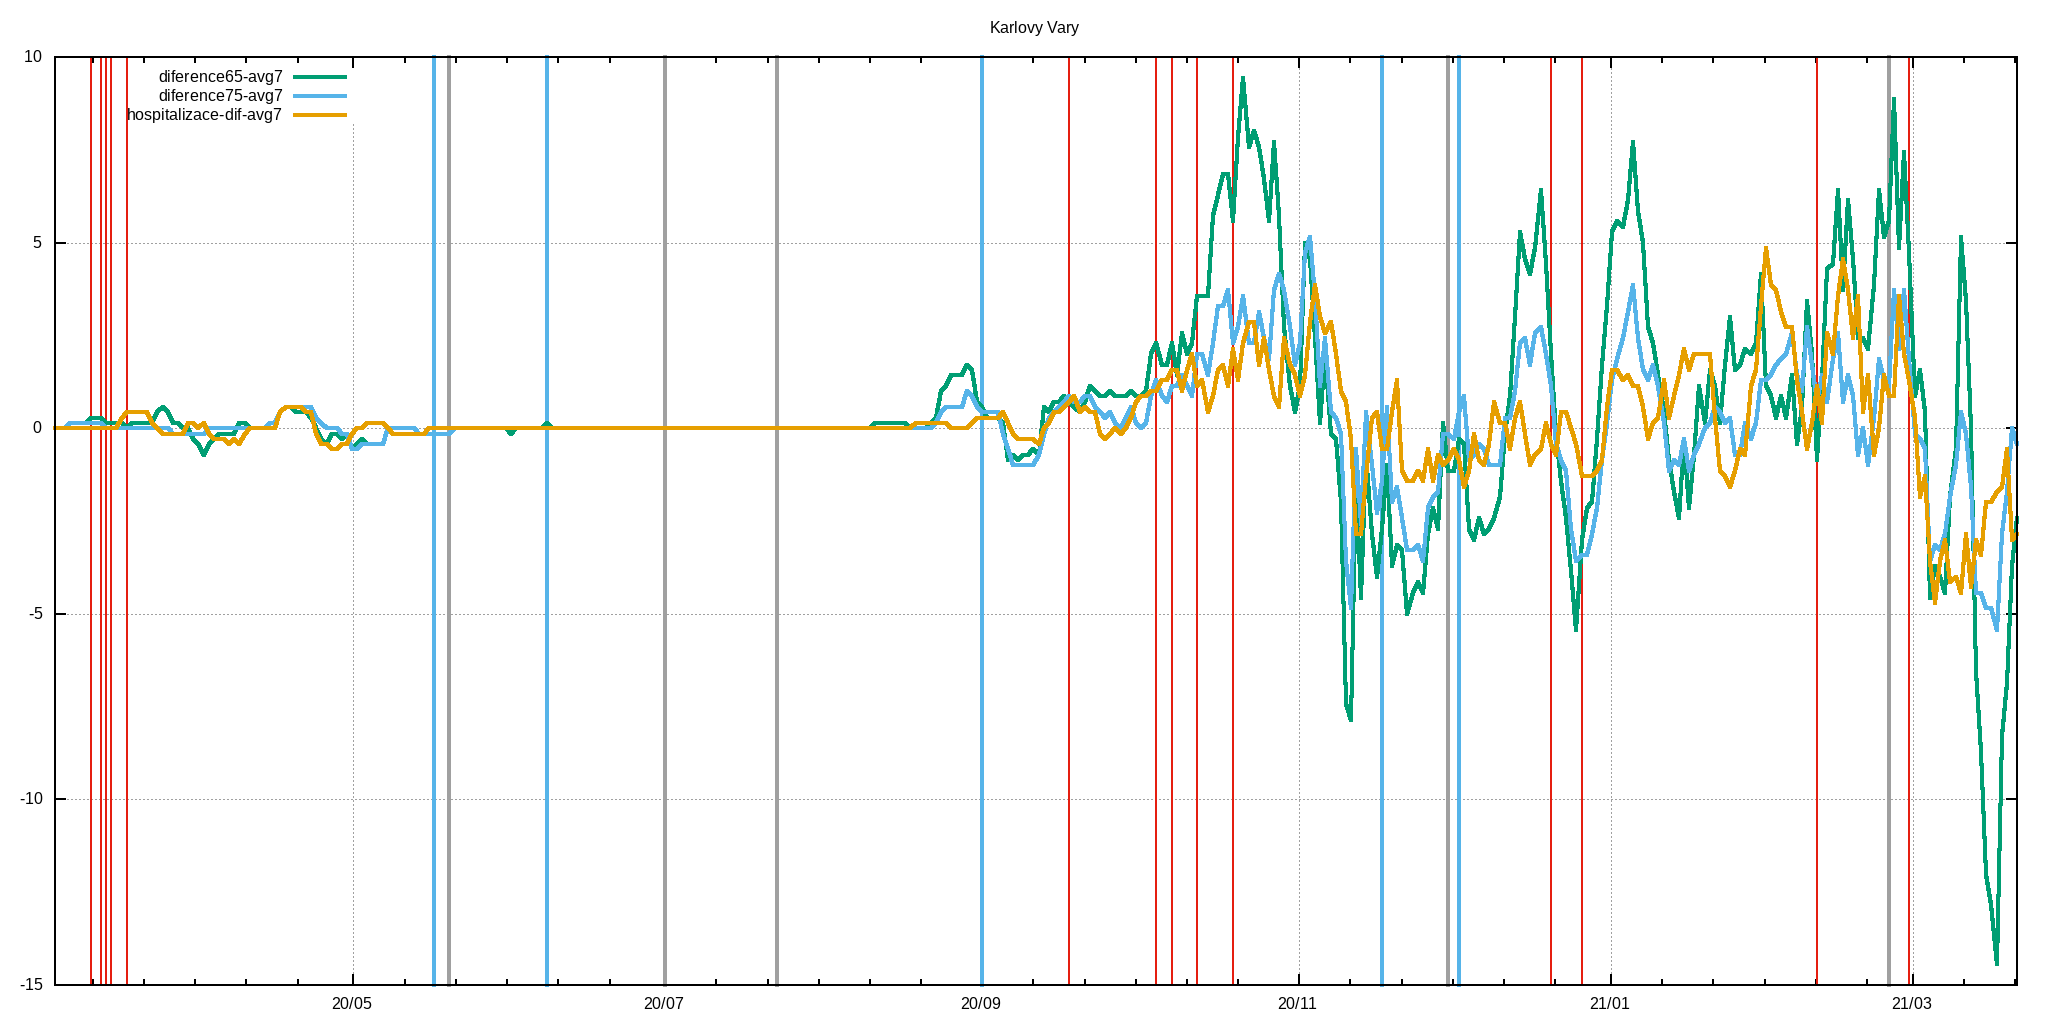 Karlovy Vary
10
diference65-avg7
diference75-avg7
hospitalizace-dif-avg7
5
0
-5
-10
-15
20/05 20/07 20/09 20/11 21/01 21/03